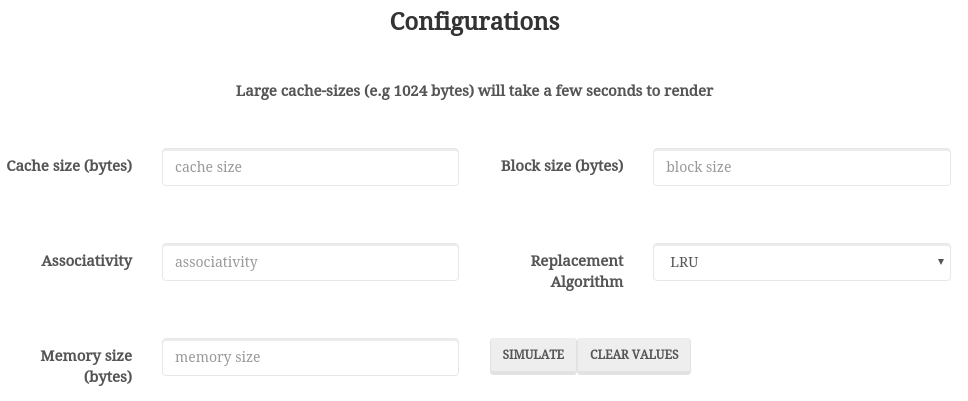 Configurations
Large cache-sizes (e.g 1024 bytes) will take a few seconds to render
Cache size (bytes)
cache size
Block size (bytes)
block size
Associativity
associativity
Replacement
Algorithm
LRU
Memory size
(bytes)
memory size
SIMULATE
CLEAR VALUES